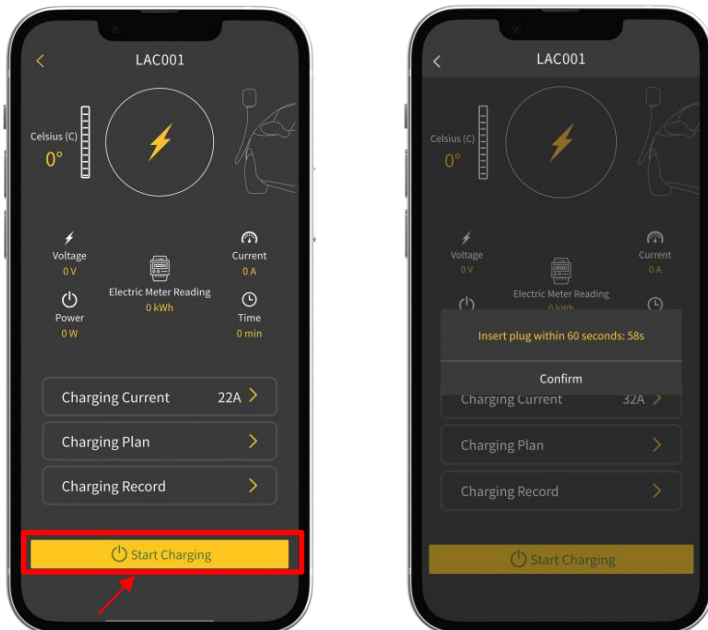 LAC001
Celsius (C)
0°
Voltage
0 V
Current
0 A
Electric Meter Reading
0 kWh
Power
0 W
Time
0 min
Charging Current 22A
Charging Plan
Charging Record
Start Charging
LAC001
Celsius (C)
0°
Voltage
0 V
Current
0 A
Electric Meter Reading
0 kWh
Insert plug within 60 seconds: 58s
Confirm
Charging Current 32A
Charging Plan
Charging Record
Start Charging